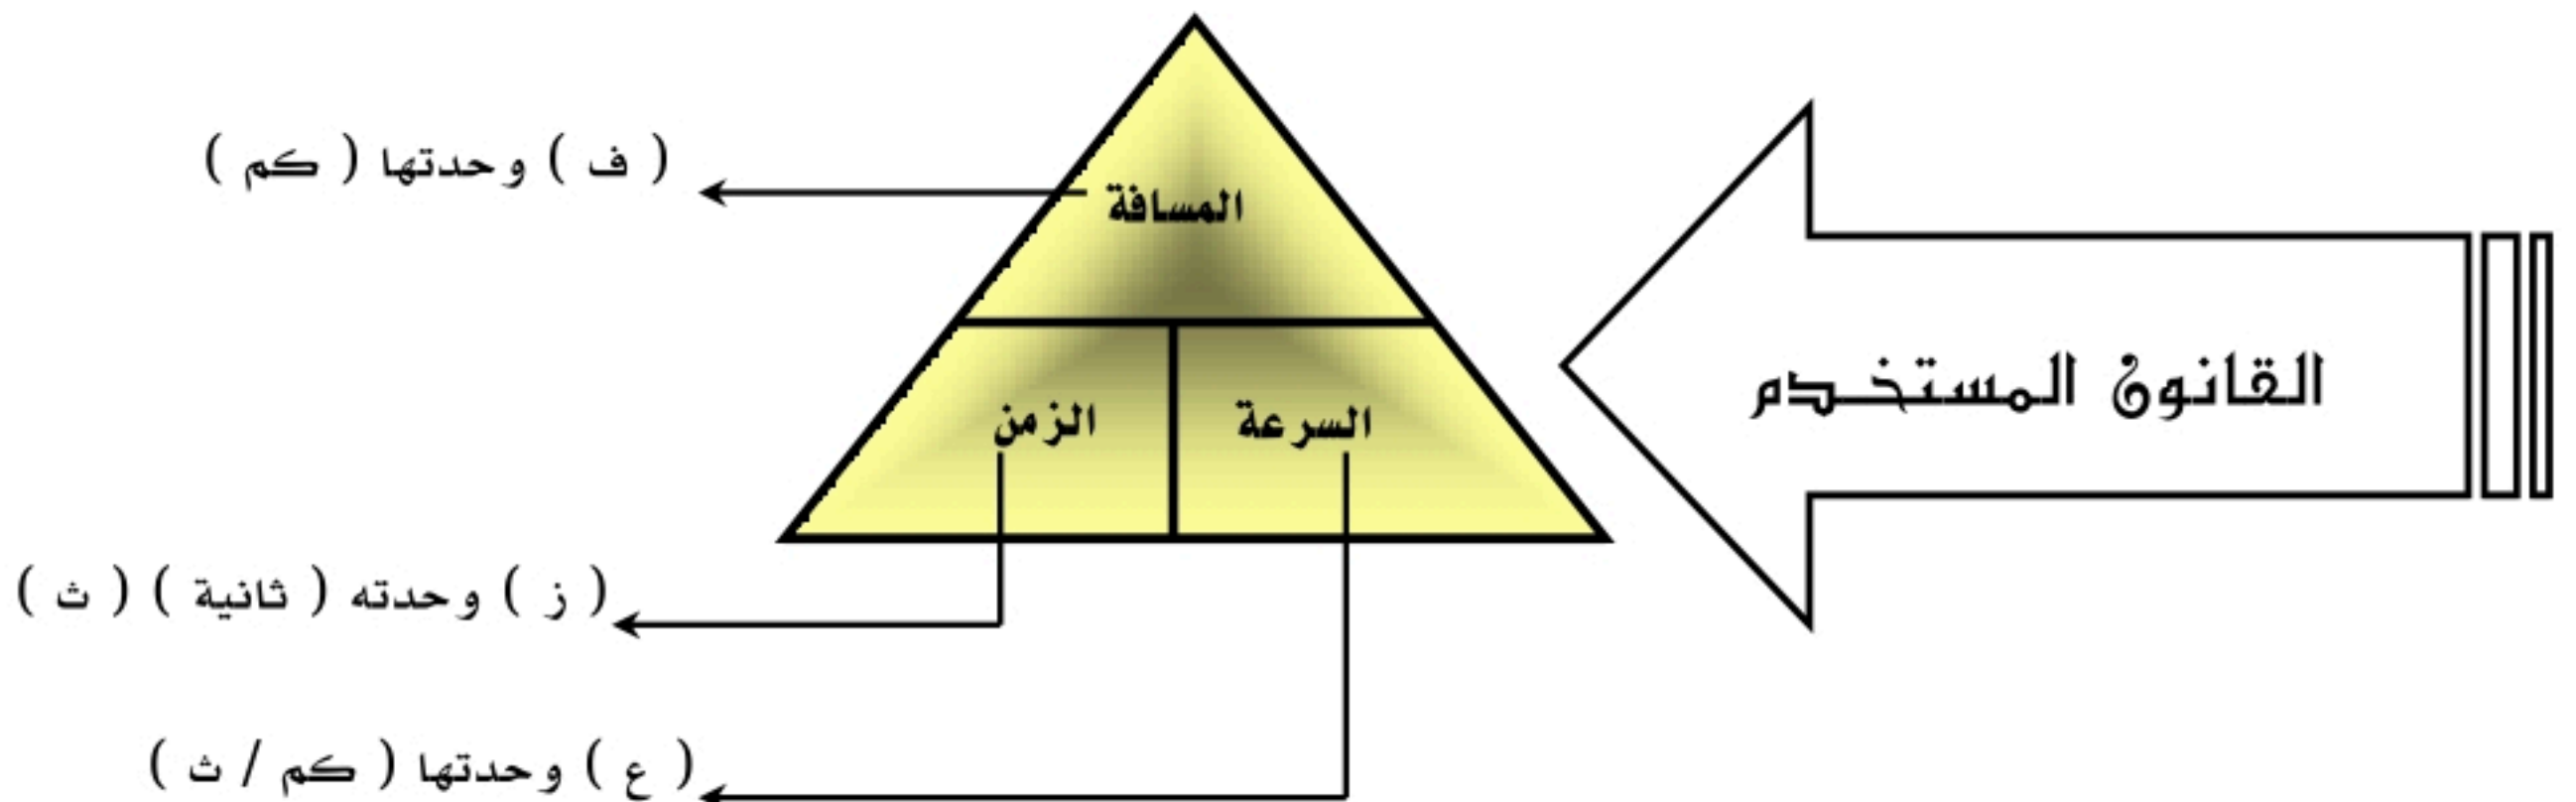 ( ف ) وحدتها ( كم )
المسافة
القانون المستخدم
السرعة
الزمن
( ز ) وحدته ( ثانية ) ( ث )
( ع ) وحدتها ( كم / ث )